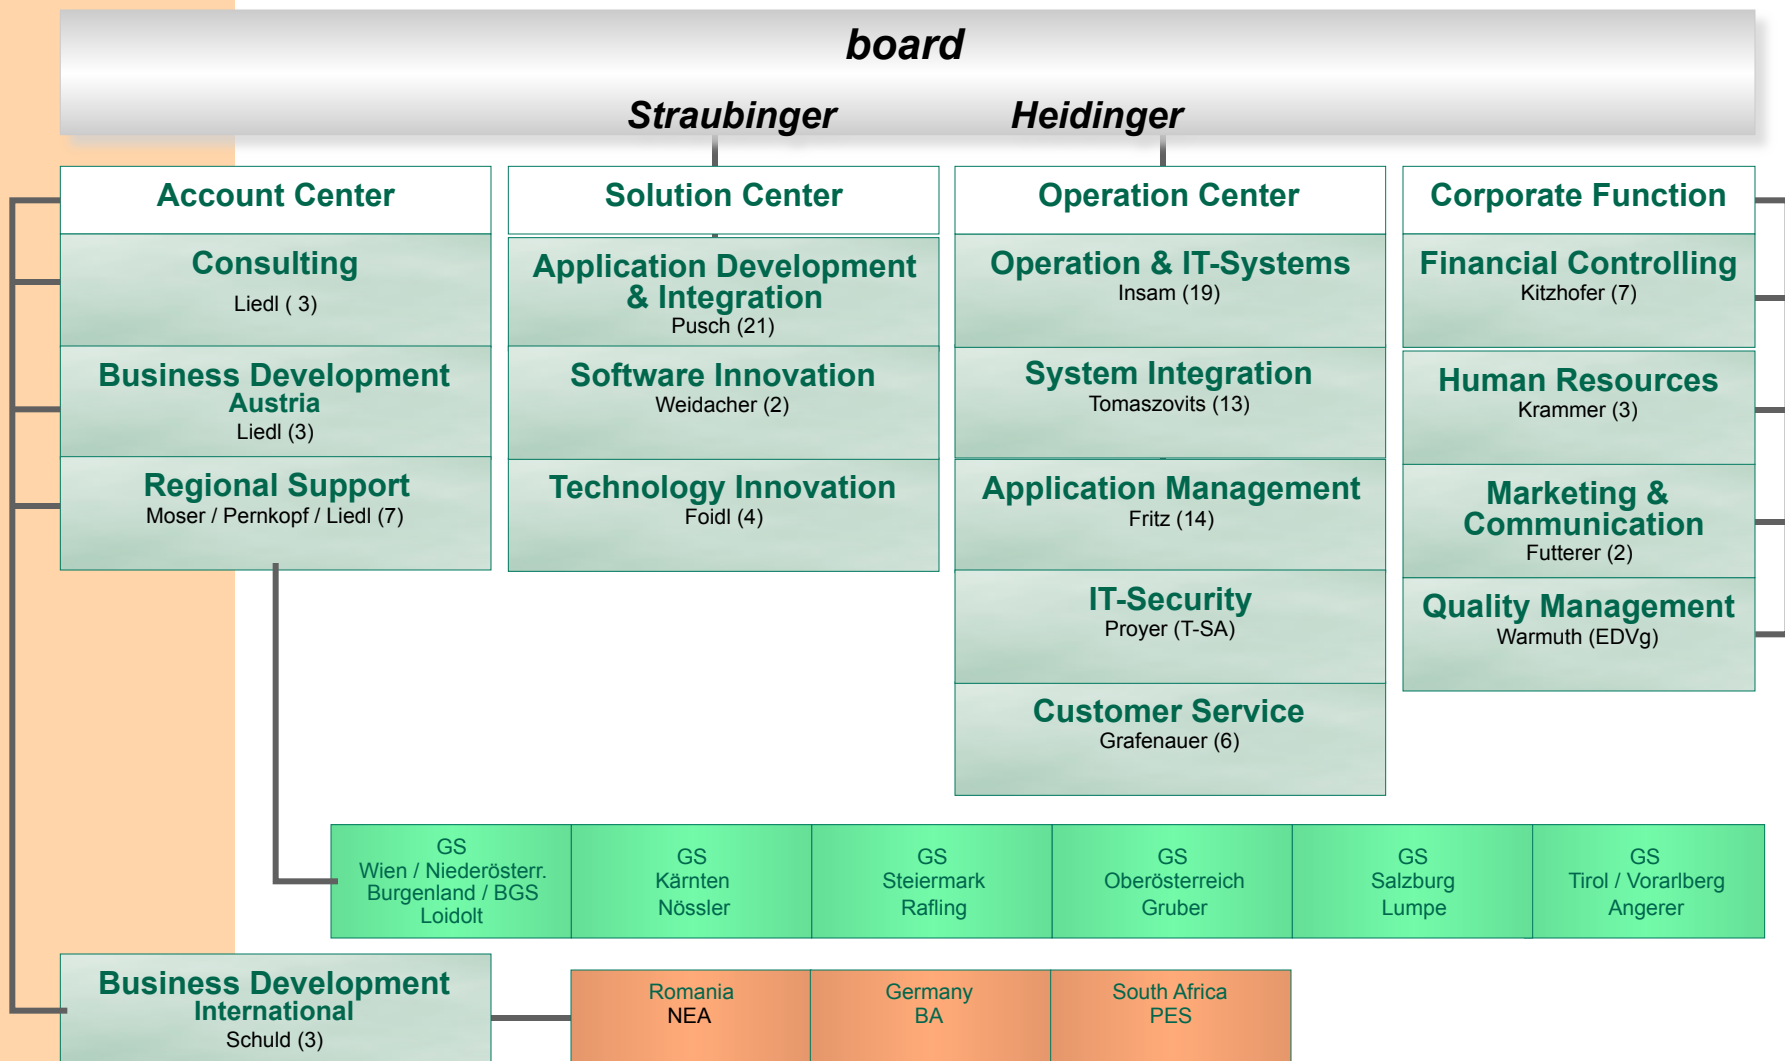 board
Straubinger Heidinger
Account Center
Consulting
Liedl ( 3)
Business Development
Austria
Liedl (3)
Regional Support
Moser / Pernkopf / Liedl (7)
Solution Center
Application Development
& Integration
Pusch (21)
Software Innovation
Weidacher (2)
Technology Innovation
Foidl (4)
Operation Center
Operation & IT-Systems
Insam (19)
System Integration
Tomaszovits (13)
Application Management
Fritz (14)
IT-Security
Proyer (T-SA)
Customer Service
Grafenauer (6)
Corporate Function
Financial Controlling
Kitzhofer (7)
Human Resources
Krammer (3)
Marketing &
Communication
Futterer (2)
Quality Management
Warmuth (EDVg)
GS
Wien / Niederösterr.
Burgenland / BGS
Loidolt
GS
Kärnten
Nössler
GS
Steiermark
Rafling
GS
Oberösterreich
Gruber
GS
Salzburg
Lumpe
GS
Tirol / Vorarlberg
Angerer
Business Development
International
Schuld (3)
Romania
NEA
Germany
BA
South Africa
PES